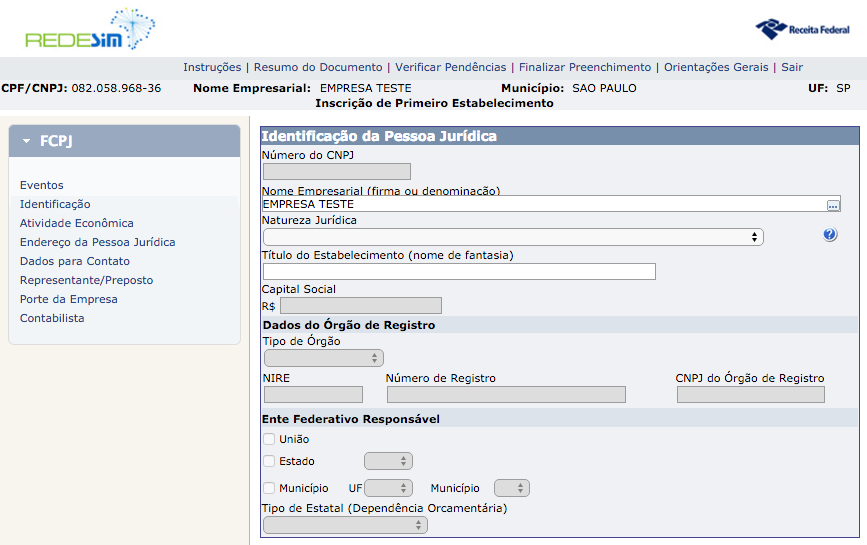 REDESIM
Receita Federal
Instruções | Resumo do Documento | Verificar Pendências | Finalizar Preenchimento | Orientações Gerais | Sair
CPF/CNPJ: 082.058.968-36 Nome Empresarial: EMPRESA TESTE Município: SAO PAULO UF: SP
Inscrição de Primeiro Estabelecimento
FCPJ
Eventos
Identificação
Atividade Econômica
Endereço da Pessoa Jurídica
Dados para Contato
Representante/Preposto
Porte da Empresa
Contabilista
Identificação da Pessoa Jurídica
Número do CNPJ
Nome Empresarial (firma ou denominação)
EMPRESA TESTE ...
Natureza Jurídica
?
Título do Estabelecimento (nome de fantasia)
Capital Social
R$
Dados do Órgão de Registro
Tipo de Órgão
NIRE Número de Registro CNPJ do Órgão de Registro
Ente Federativo Responsável
União
Estado
Município UF Município
Tipo de Estatal (Dependência Orcamentária)